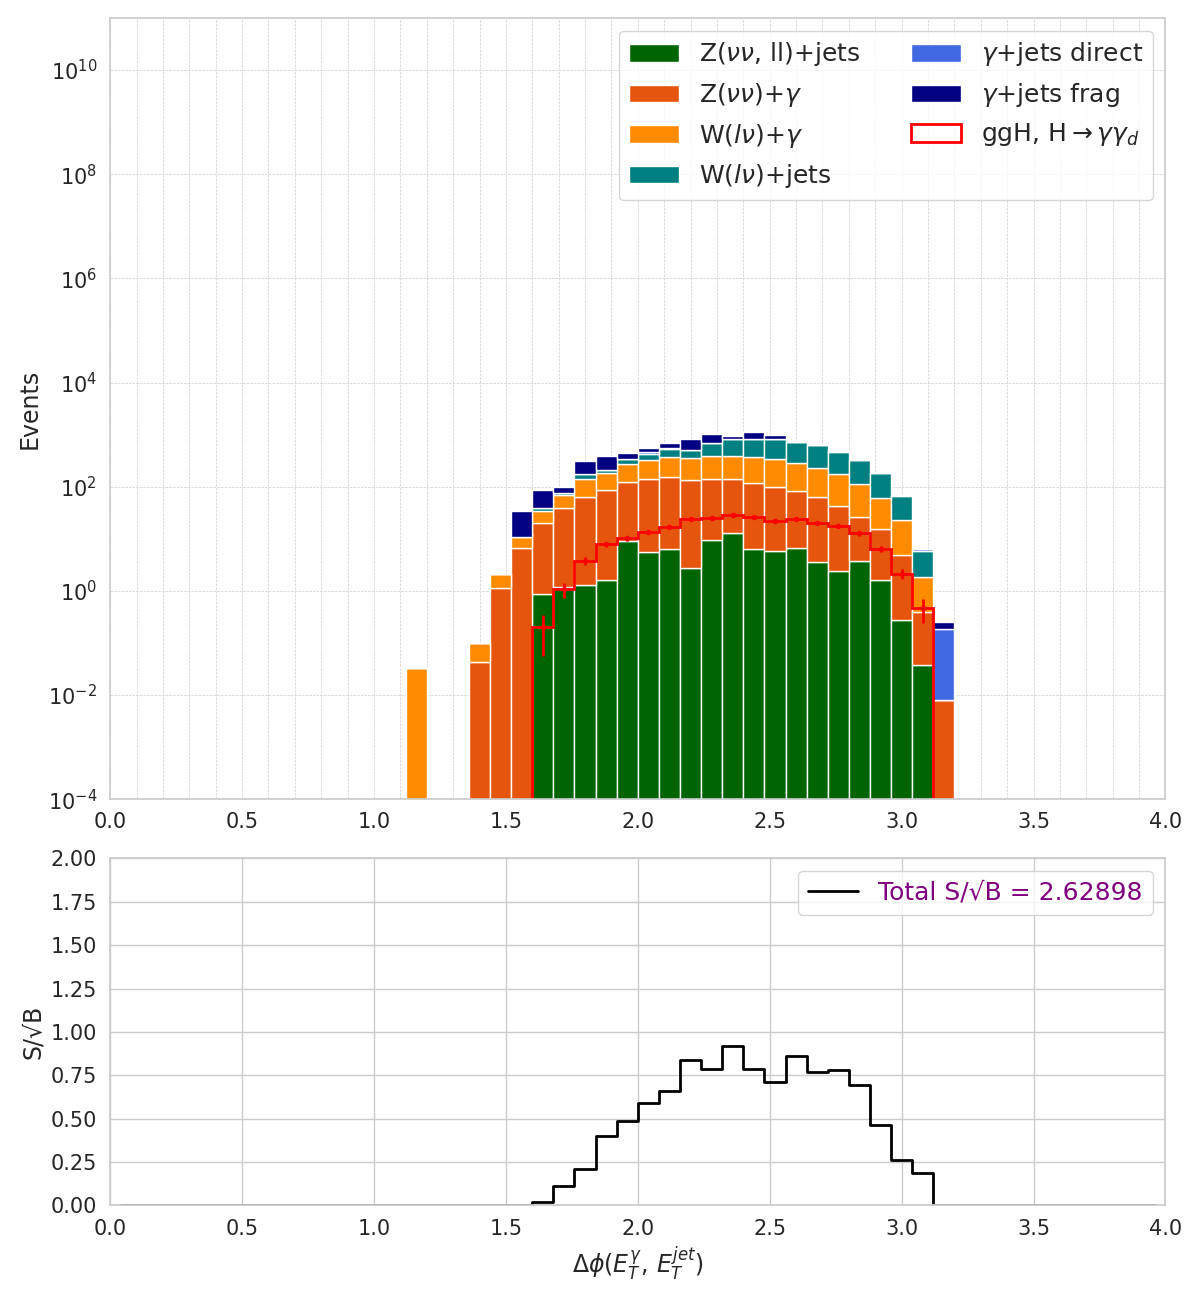 Z(νν, ll)+jets
Z(νν)+γ
W(lν)+γ
W(lν)+jets
γ+jets direct
γ+jets frag
ggH, H→γγ_d
Events
10^10
10^8
10^6
10^4
10^2
10^0
10^−2
10^−4
0.0 0.5 1.0 1.5 2.0 2.5 3.0 3.5 4.0
Total S/√B = 2.62898
S/√B
2.00
1.75
1.50
1.25
1.00
0.75
0.50
0.25
0.00
0.0 0.5 1.0 1.5 2.0 2.5 3.0 3.5 4.0
Δϕ(E_T^γ, E_T^jet)